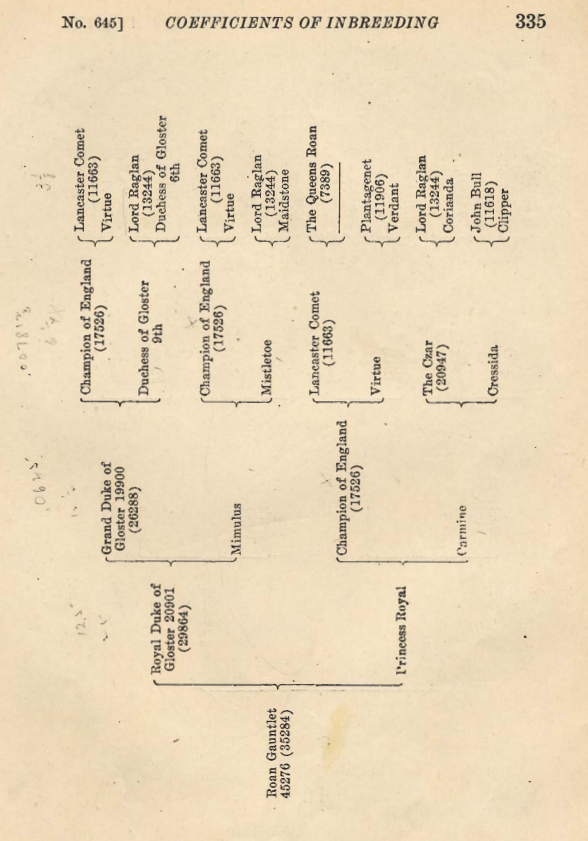 No. 645] COEFFICIENTS OF INBREEDING 335
Roan Gauntlet
45276 (35284)
Royal Duke of
Gloster 20901
(29864)
Princess Royal
Grand Duke of
Gloster 19900
(26288)
Mimulus
Champion of England
(17526)
Carmine
Champion of England
(17526)
Duchess of Gloster
9th
Champion of England
(17526)
Mistletoe
Lancaster Comet
(11663)
Virtue
The Czar
(20947)
Cressida
Lancaster Comet
(11663)
Virtue
Lord Raglan
(13244)
Duchess of Gloster
6th
Lancaster Comet
(11663)
Virtue
Lord Raglan
(13244)
Maidstone
The Queens Roan
(7389)
Plantagenet
(11906)
Verdant
Lord Raglan
(13244)
Corianda
John Bull
(11618)
Clipper
12.5